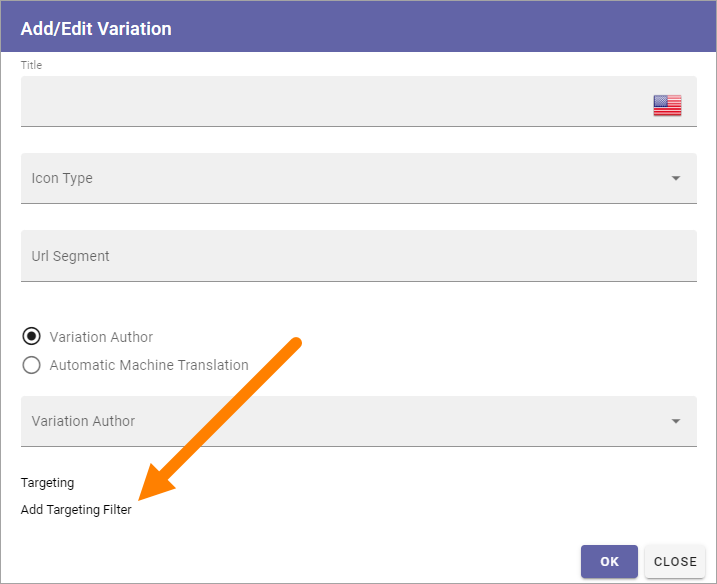 Add/Edit Variation
Title
Icon Type
Url Segment
Variation Author
Automatic Machine Translation
Variation Author
Targeting
Add Targeting Filter
OK
CLOSE